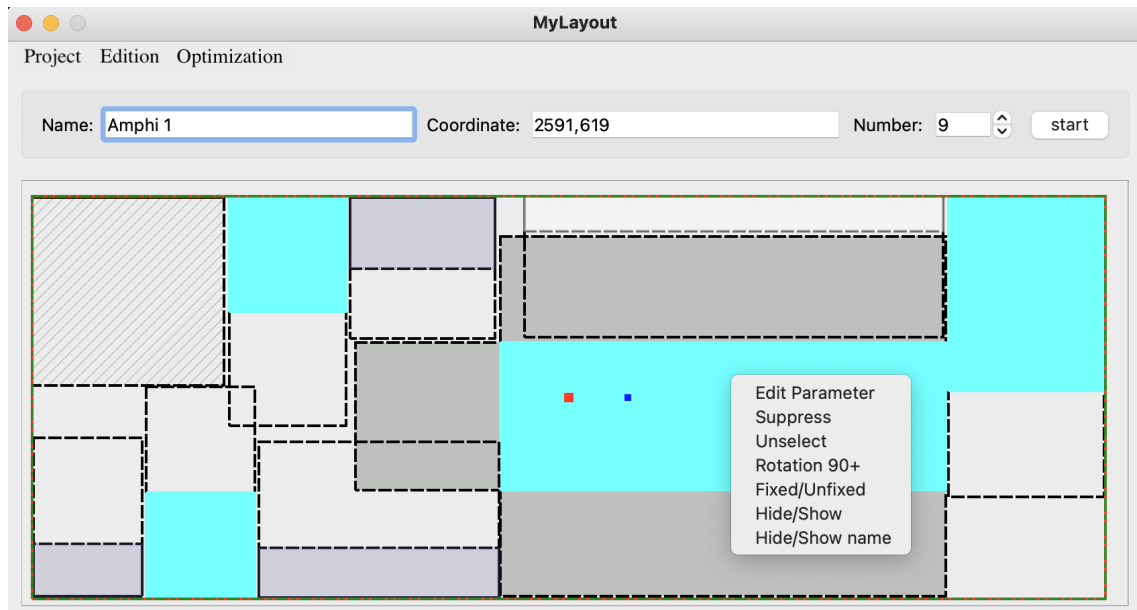 MyLayout
Project Edition Optimization
Name: Amphi 1 Coordinate: 2591,619 Number: 9 start
Edit Parameter
Suppress
Unselect
Rotation 90+
Fixed/Unfixed
Hide/Show
Hide/Show name